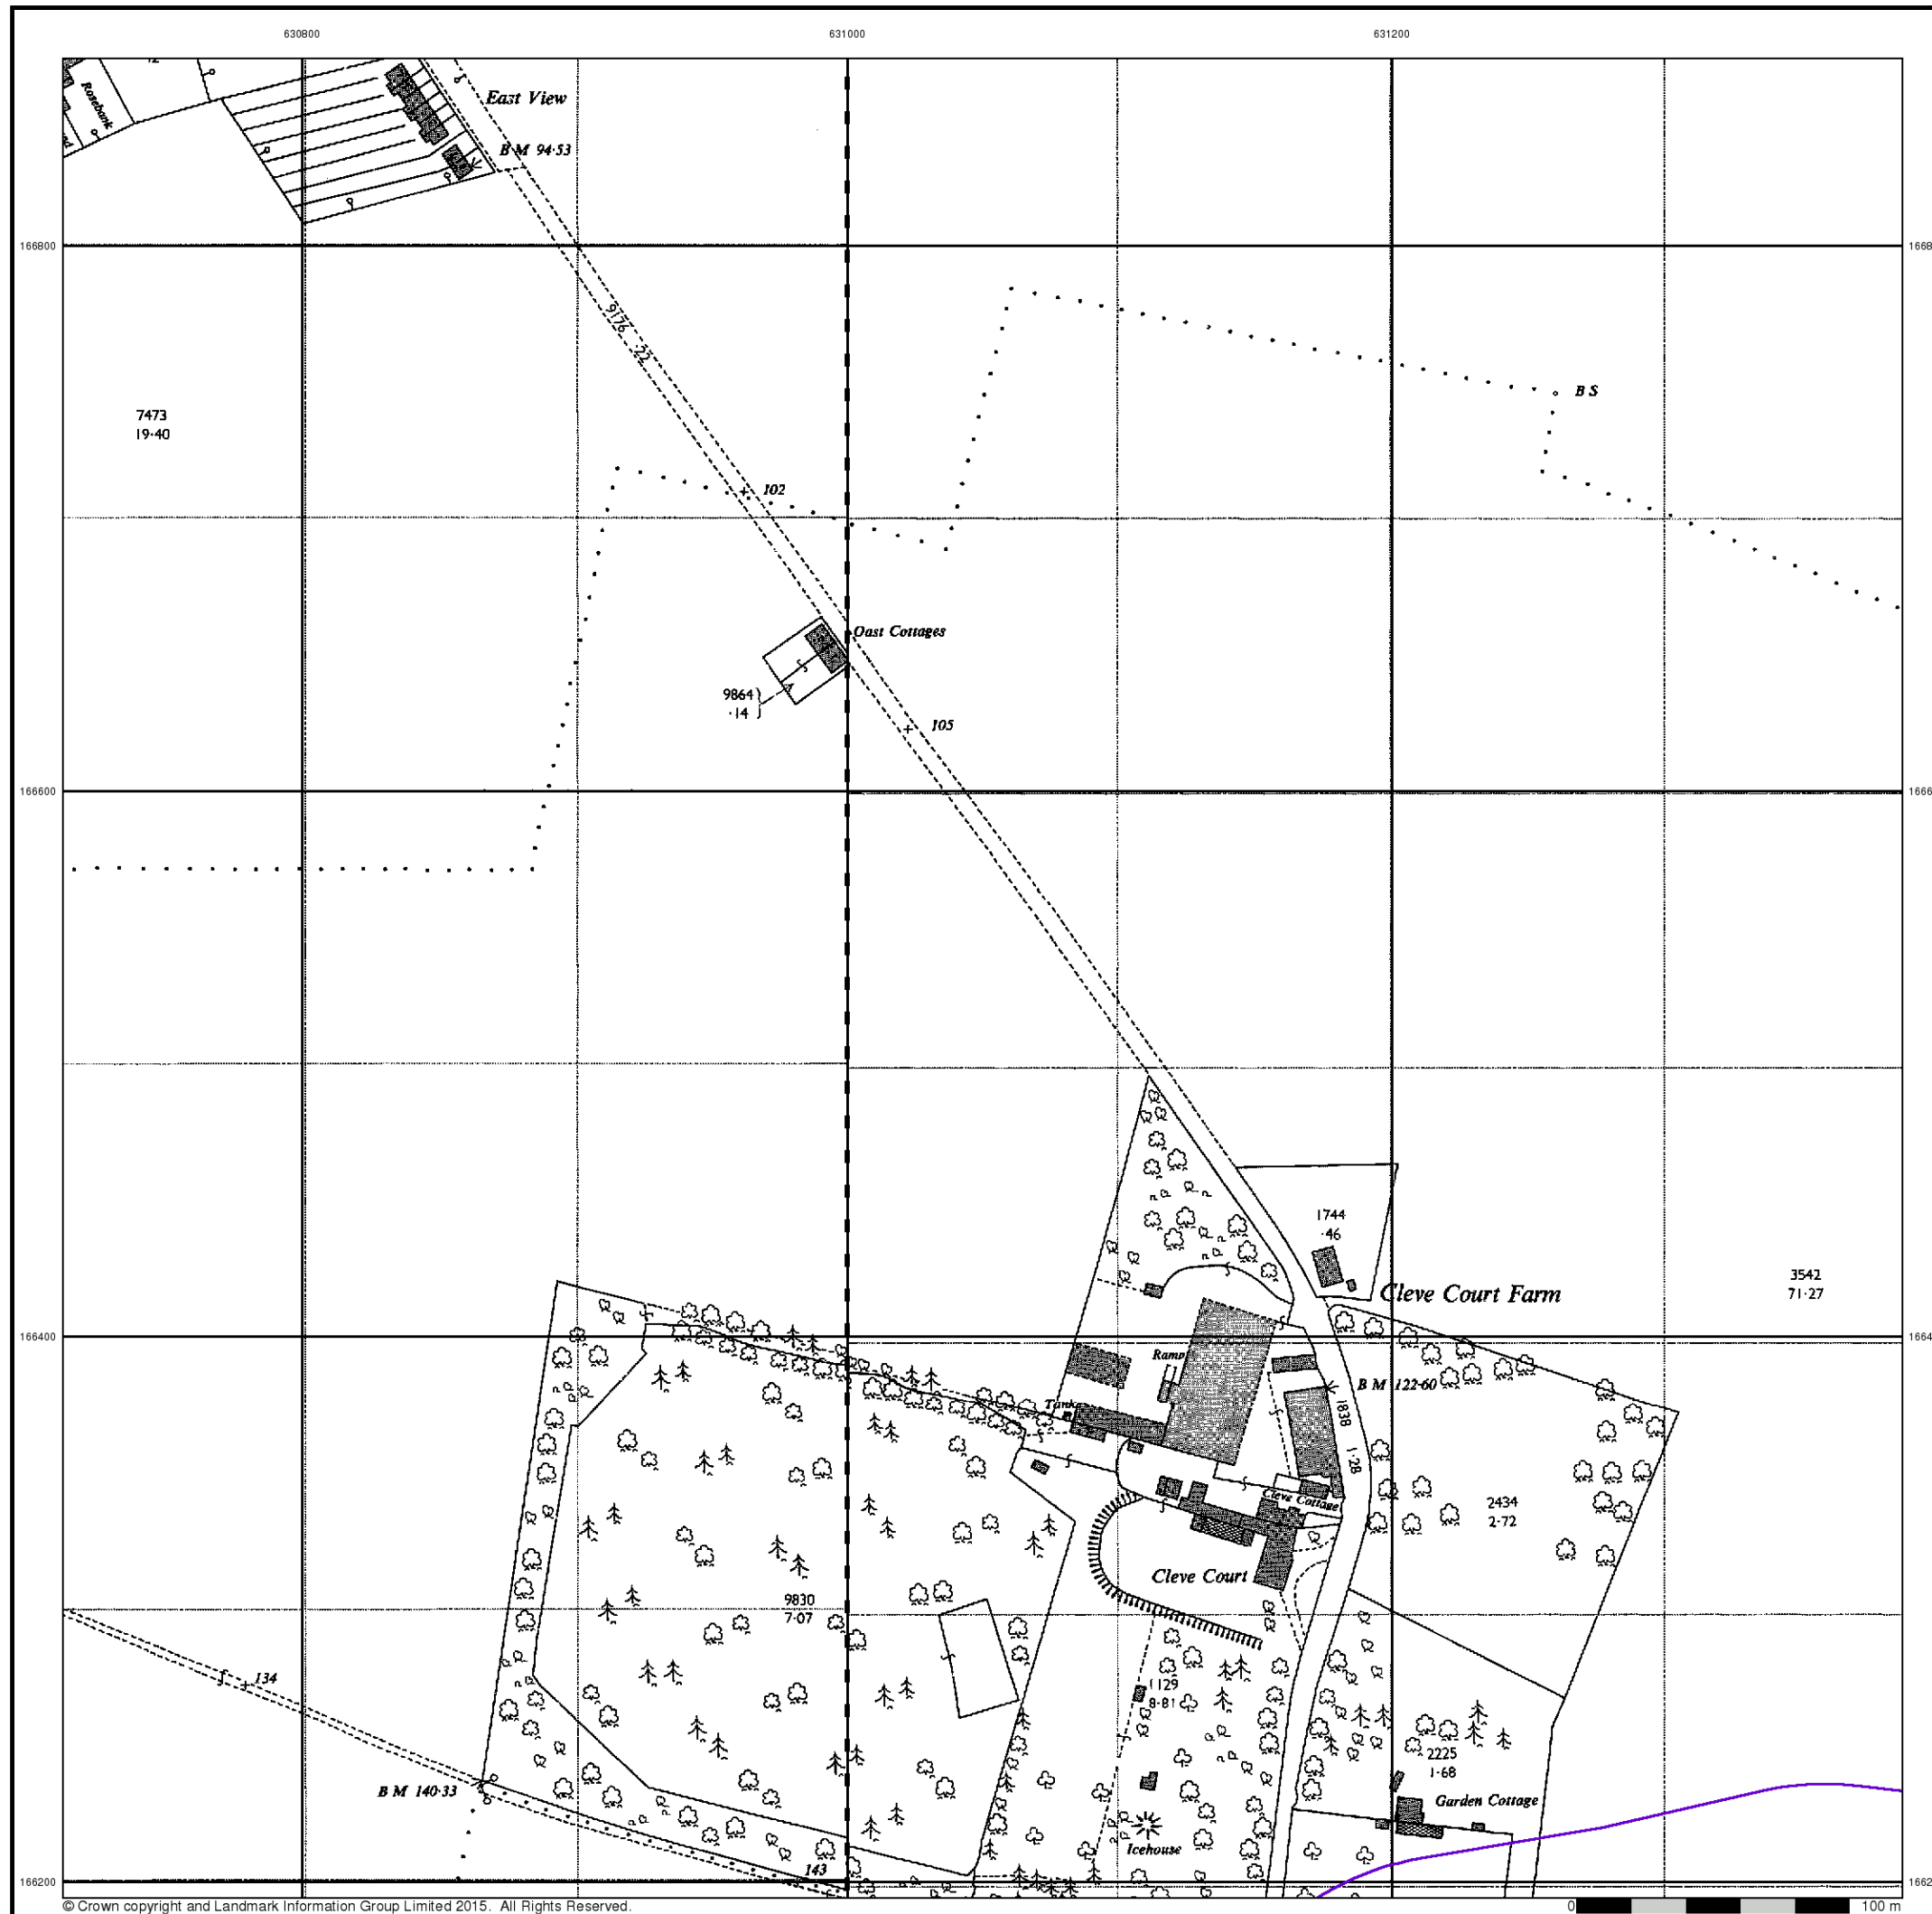 630800
631000
631200
12
Rosebank
East View
B M 94·53
166800
9176
·22
B S
7473
19·40
102
Oast Cottages
9864
·14
105
166600
1744
·46
Cleve Court Farm
3542
71·27
166400
Ramp
B M 122·60
1838
1·28
Cleve Cottage
2434
2·72
Cleve Court
9830
7·07
134
1129
8·81
2225
1·68
B M 140·33
Garden Cottage
Icehouse
143
166200
© Crown copyright and Landmark Information Group Limited 2015. All Rights Reserved.
0
100 m